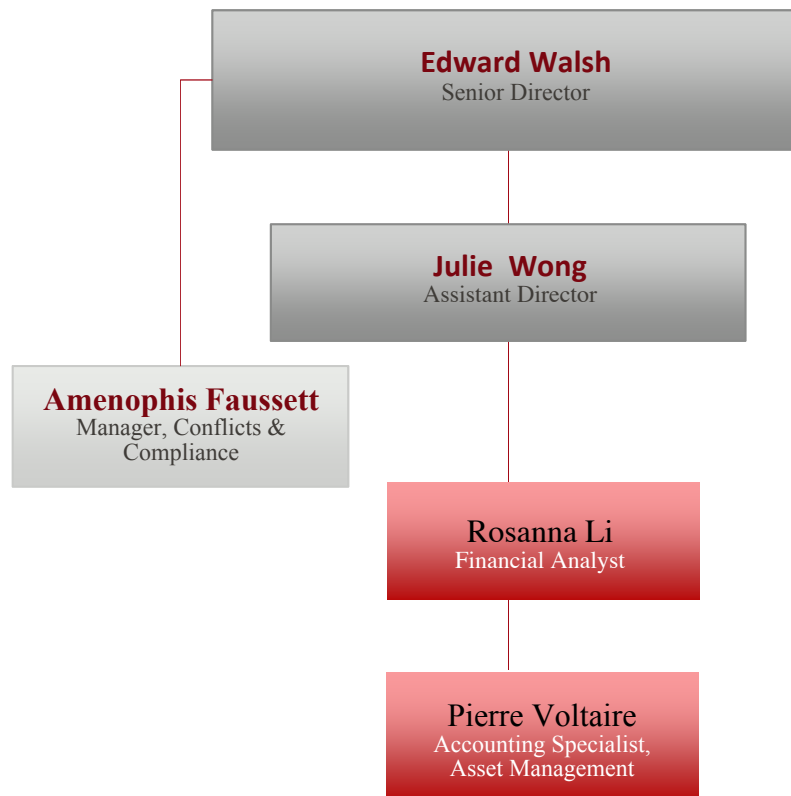 Edward Walsh
Senior Director
Julie Wong
Assistant Director
Amenophis Faussett
Manager, Conflicts &
Compliance
Rosanna Li
Financial Analyst
Pierre Voltaire
Accounting Specialist,
Asset Management